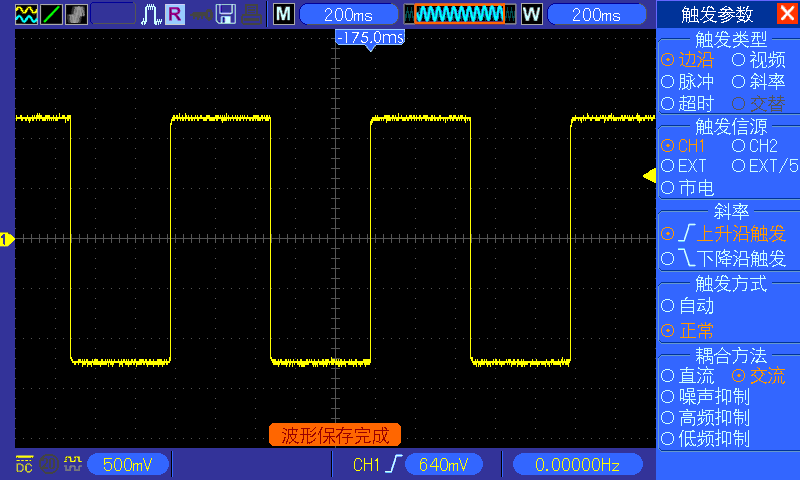 R M 200ms W 200ms 触发参数
-175.0ms
触发类型
边沿 视频
脉冲 斜率
超时 交替
触发信源
CH1 CH2
EXT EXT/5
市电
斜率
上升沿触发
下降沿触发
触发方式
自动
正常
耦合方法
直流 交流
噪声抑制
高频抑制
低频抑制
1
波形保存完成
DC 500mV CH1 640mV 0.00000Hz